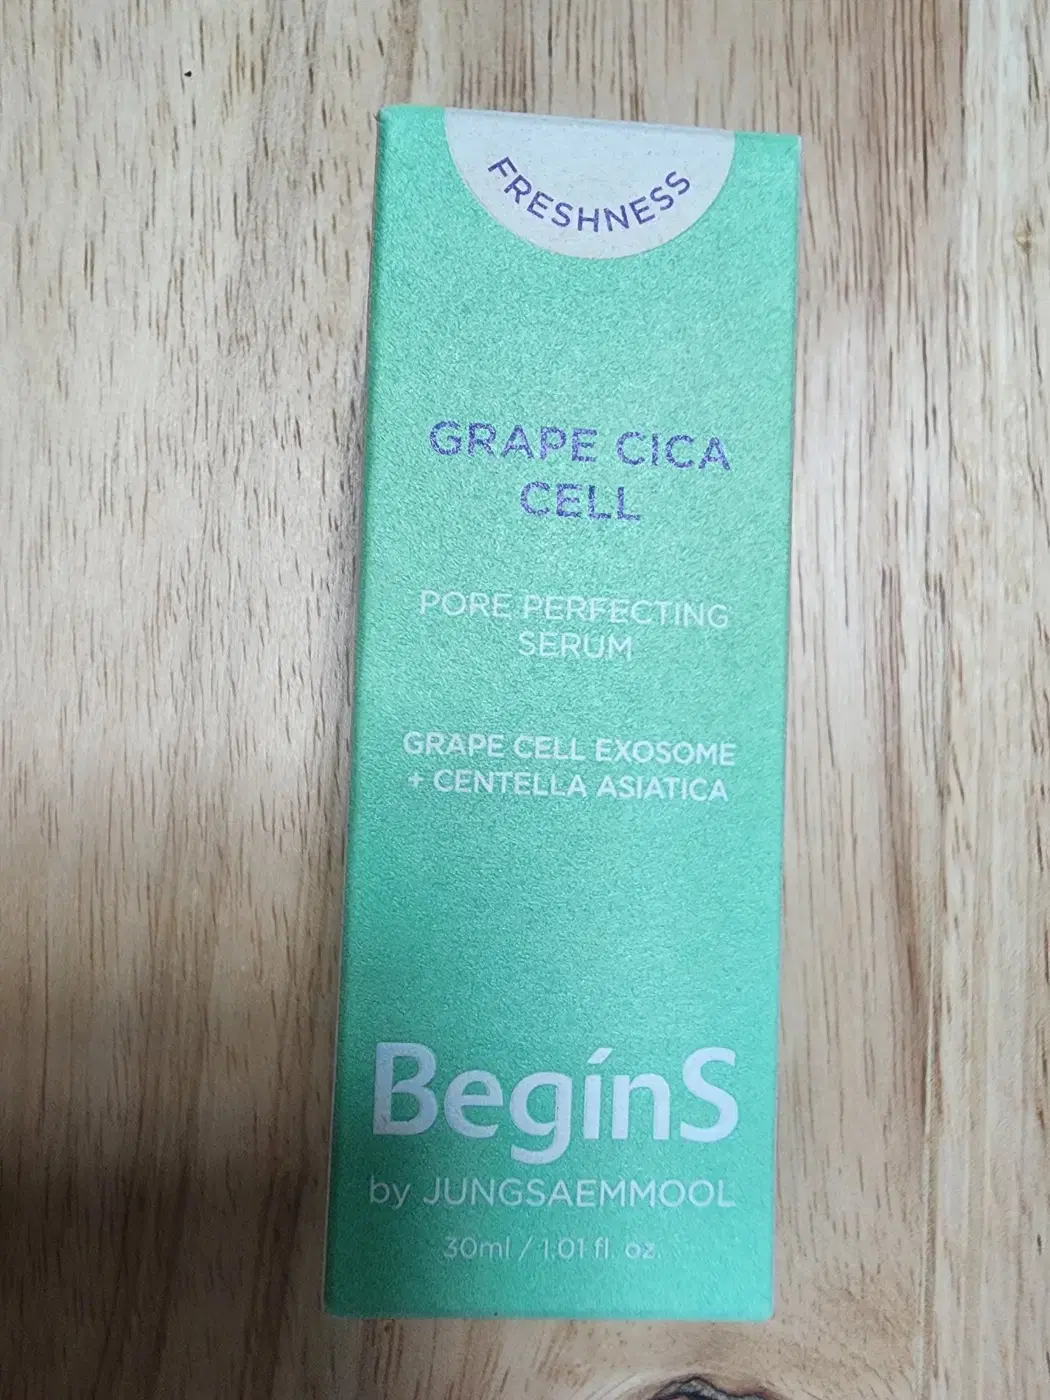 FRESHNESS
GRAPE CICA
CELL
PORE PERFECTING
SERUM
GRAPE CELL EXOSOME
+ CENTELLA ASIATICA
BegínS
by JUNGSAEMMOOL
30ml / 1.01 fl. oz.